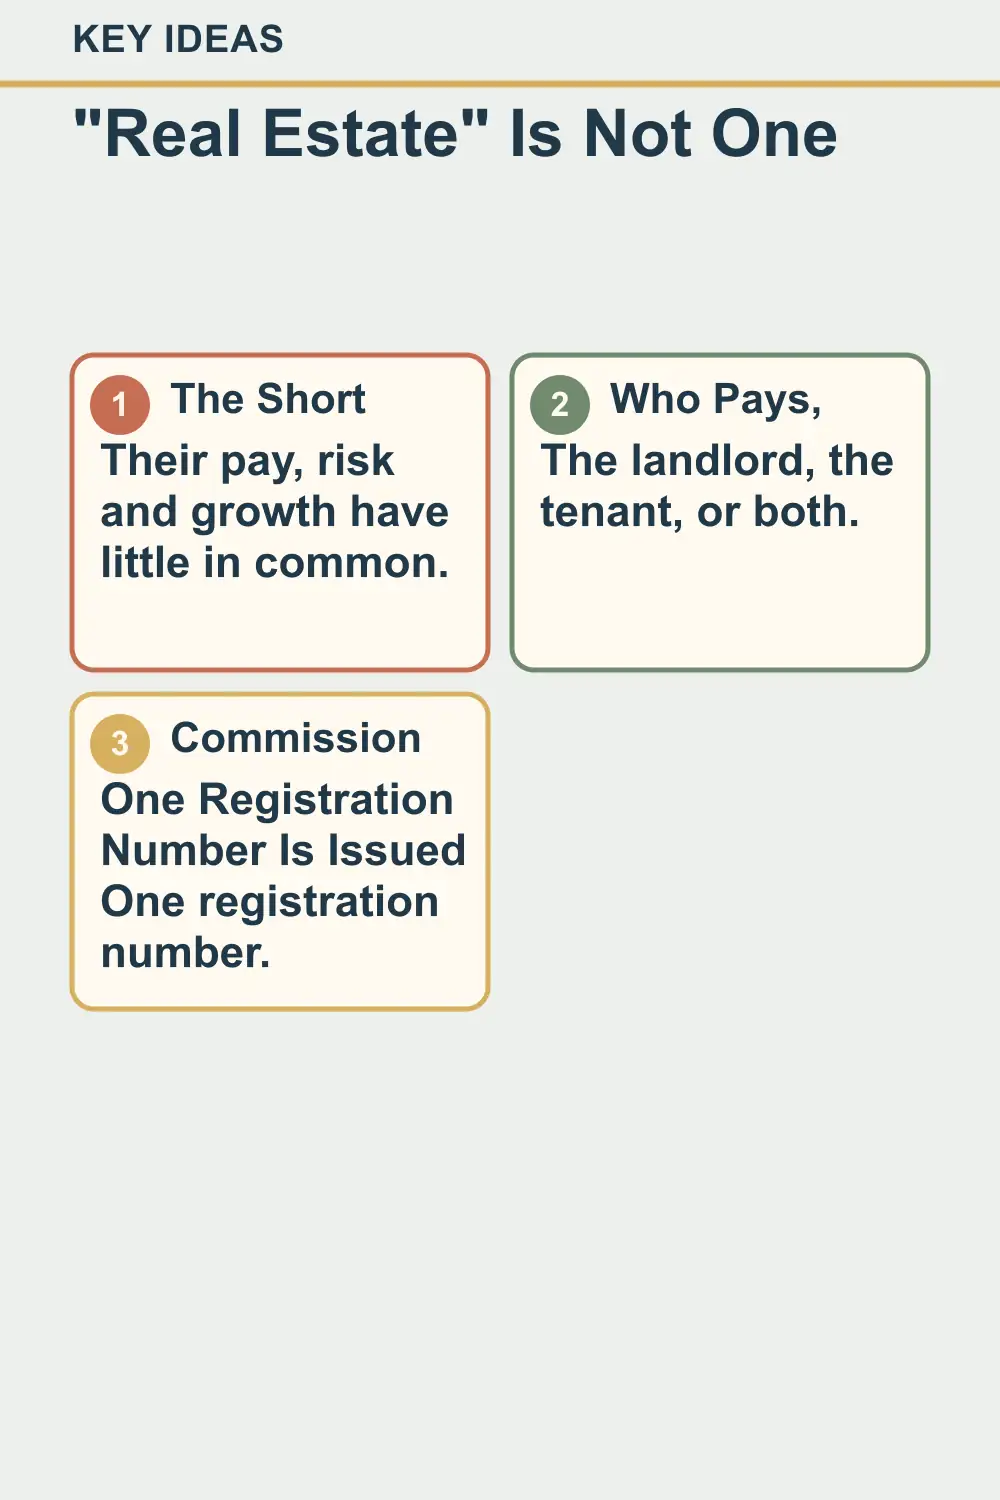 KEY IDEAS
"Real Estate" Is Not One
1 The Short
Their pay, risk
and growth have
little in common.
2 Who Pays,
The landlord, the
tenant, or both.
3 Commission
One Registration
Number Is Issued
One registration
number.